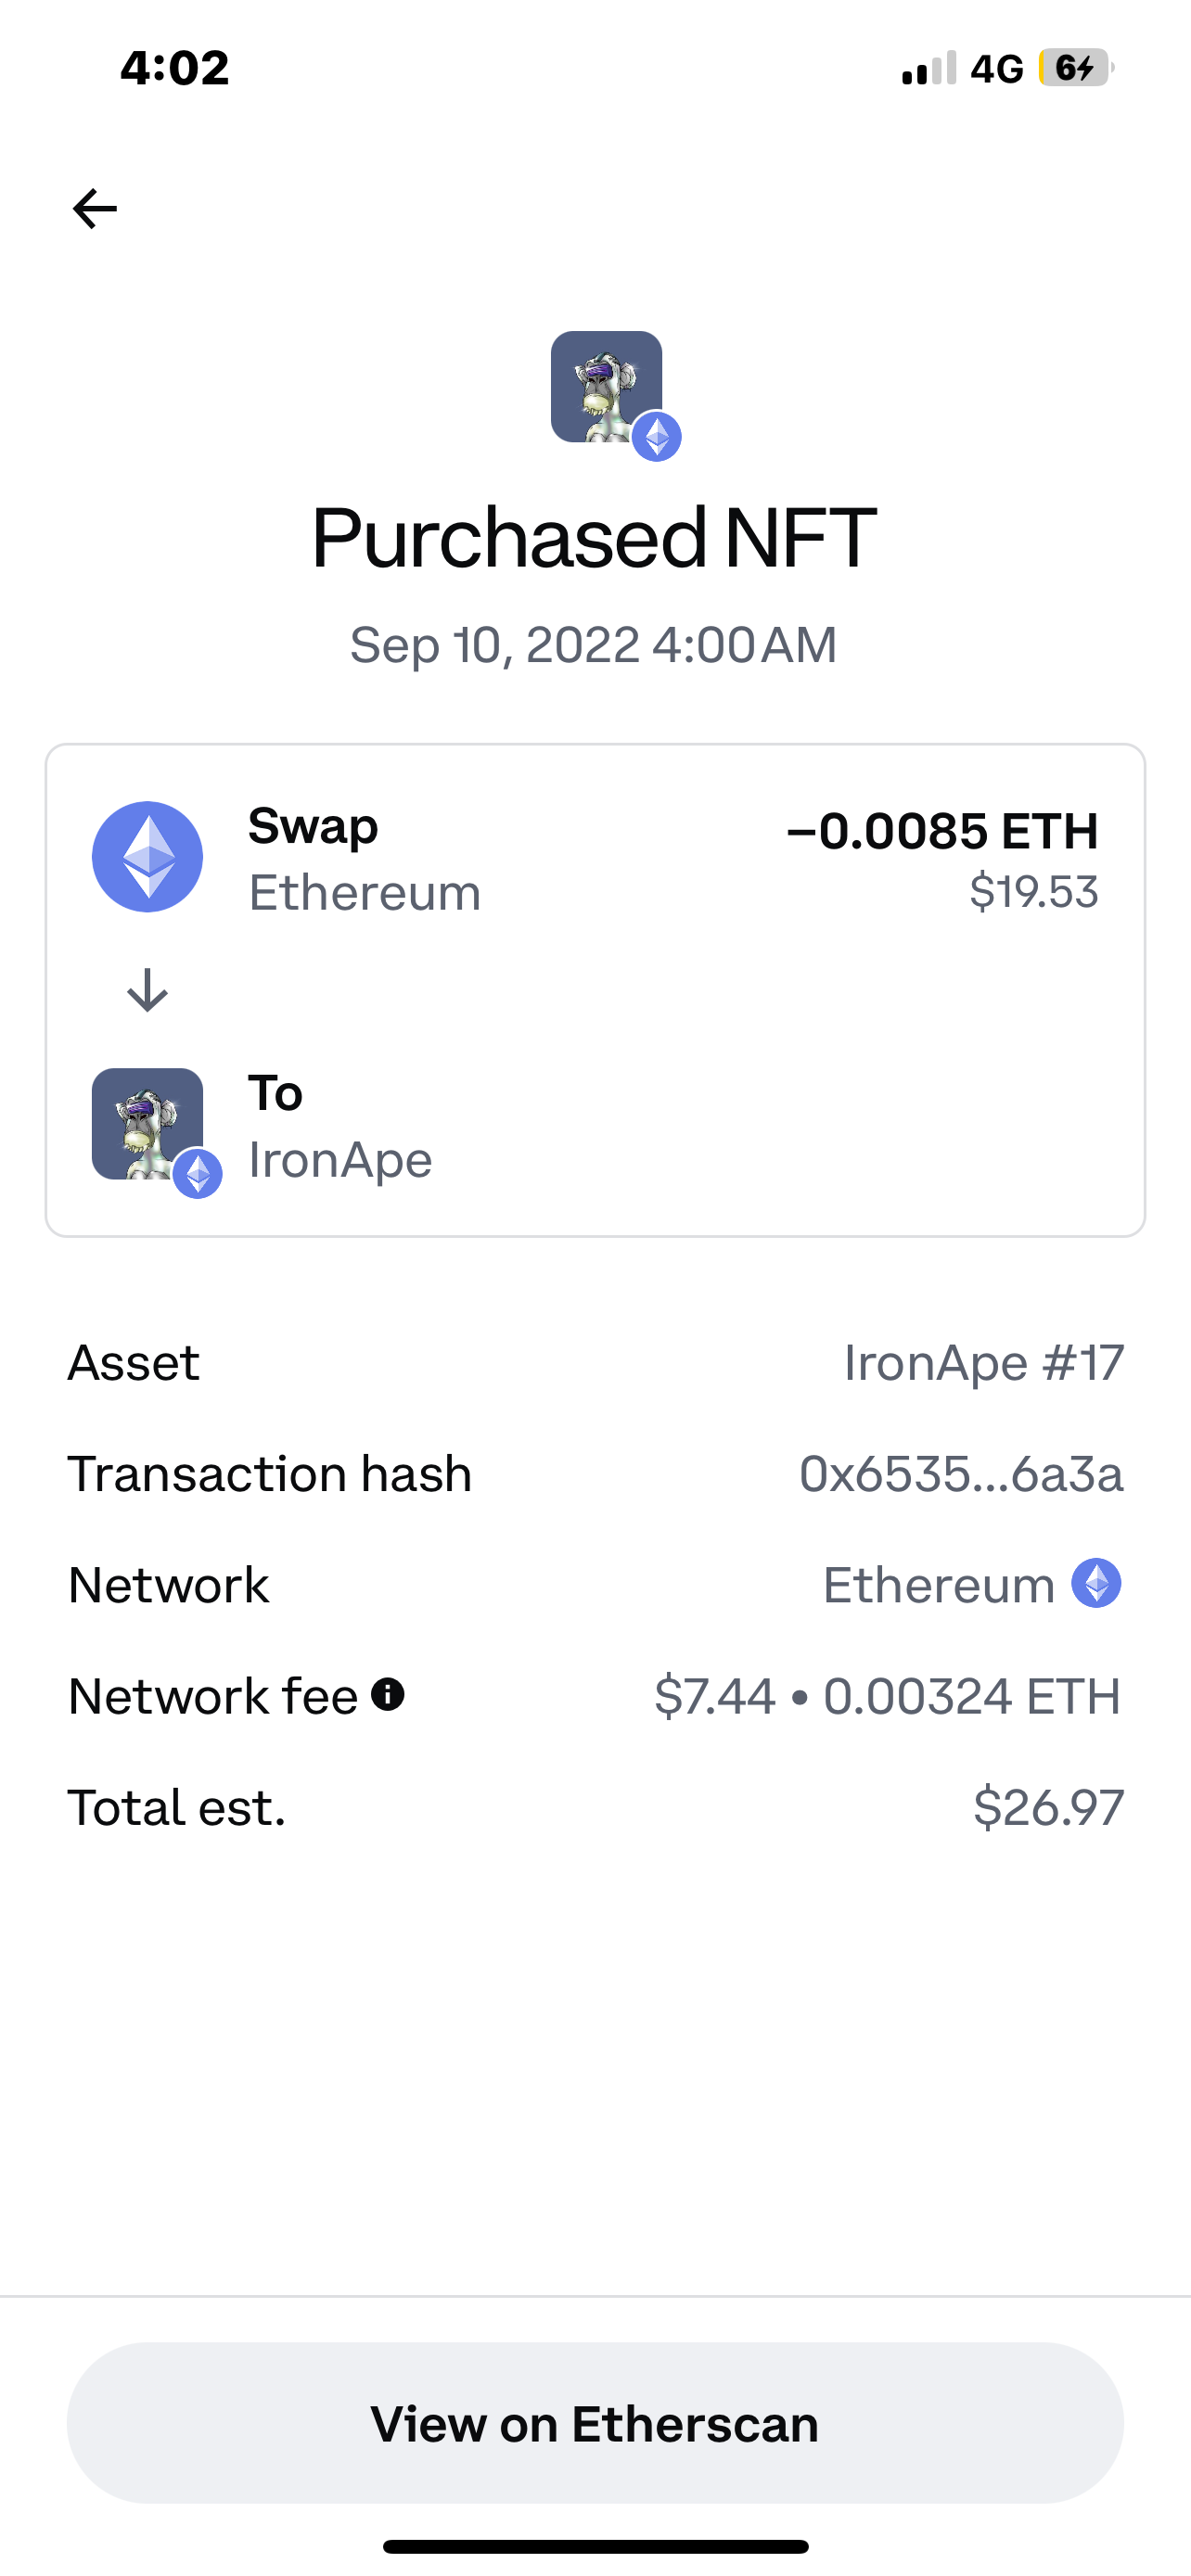 4:02
4G 6
Purchased NFT
Sep 10, 2022 4:00 AM
Swap –0.0085 ETH
Ethereum $19.53
To
IronApe
Asset IronApe #17
Transaction hash 0x6535...6a3a
Network Ethereum
Network fee $7.44 • 0.00324 ETH
Total est. $26.97
View on Etherscan